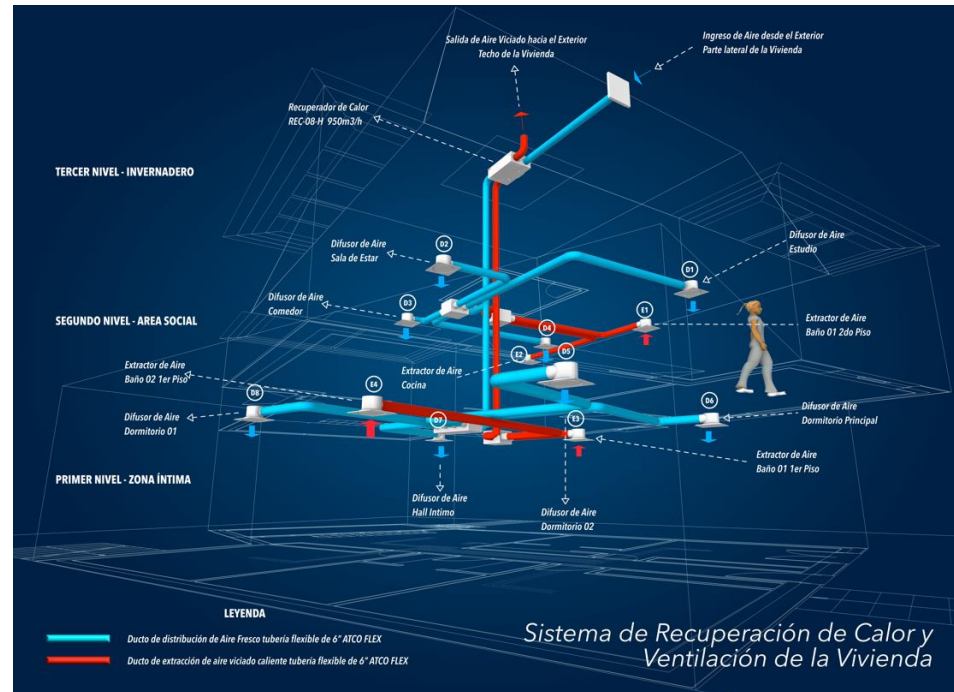 Salida de Aire Viciado hacia el Exterior
Techo de la Vivienda
Ingreso de Aire desde el Exterior
Parte lateral de la Vivienda
Recuperador de Calor
REC-08-H 950m3/h
TERCER NIVEL - INVERNADERO
Difusor de Aire
Sala de Estar
D2
Difusor de Aire
Estudio
D1
Difusor de Aire
Comedor
D3
SEGUNDO NIVEL - AREA SOCIAL
D4
E1
Extractor de Aire
Baño 01 2do Piso
E2
D5
Extractor de Aire
Cocina
Extractor de Aire
Baño 02 1er Piso
E4
D8
Difusor de Aire
Dormitorio 01
D7
E3
D6
Difusor de Aire
Dormitorio Principal
Extractor de Aire
Baño 01 1er Piso
PRIMER NIVEL - ZONA ÍNTIMA
Difusor de Aire
Hall Intimo
Difusor de Aire
Dormitorio 02
LEYENDA
Ducto de distribución de Aire Fresco tubería flexible de 6" ATCO FLEX
Ducto de extracción de aire viciado caliente tubería flexible de 6" ATCO FLEX
Sistema de Recuperación de Calor y
Ventilación de la Vivienda